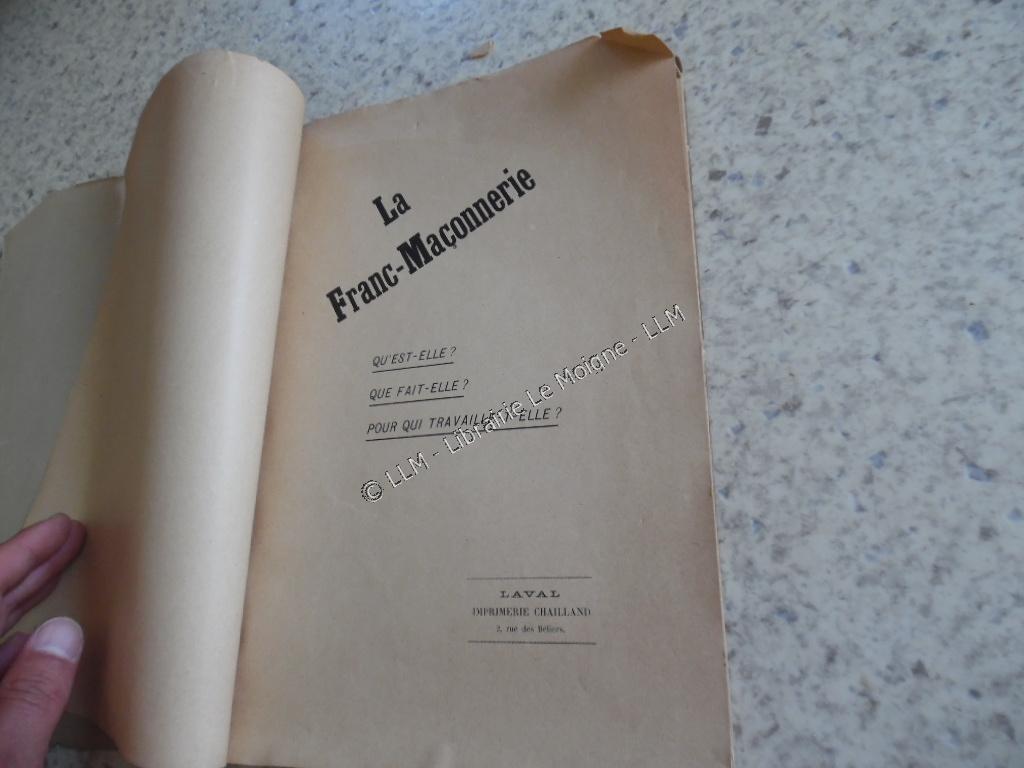 La
Franc-Maçonnerie
QU'EST-ELLE ?
QUE FAIT-ELLE ?
POUR QUI TRAVAILLE-T-ELLE ?
© LLM - Librairie Le Moigne - LLM
LAVAL
IMPRIMERIE CHAILLAND
2, rue des Béliers.